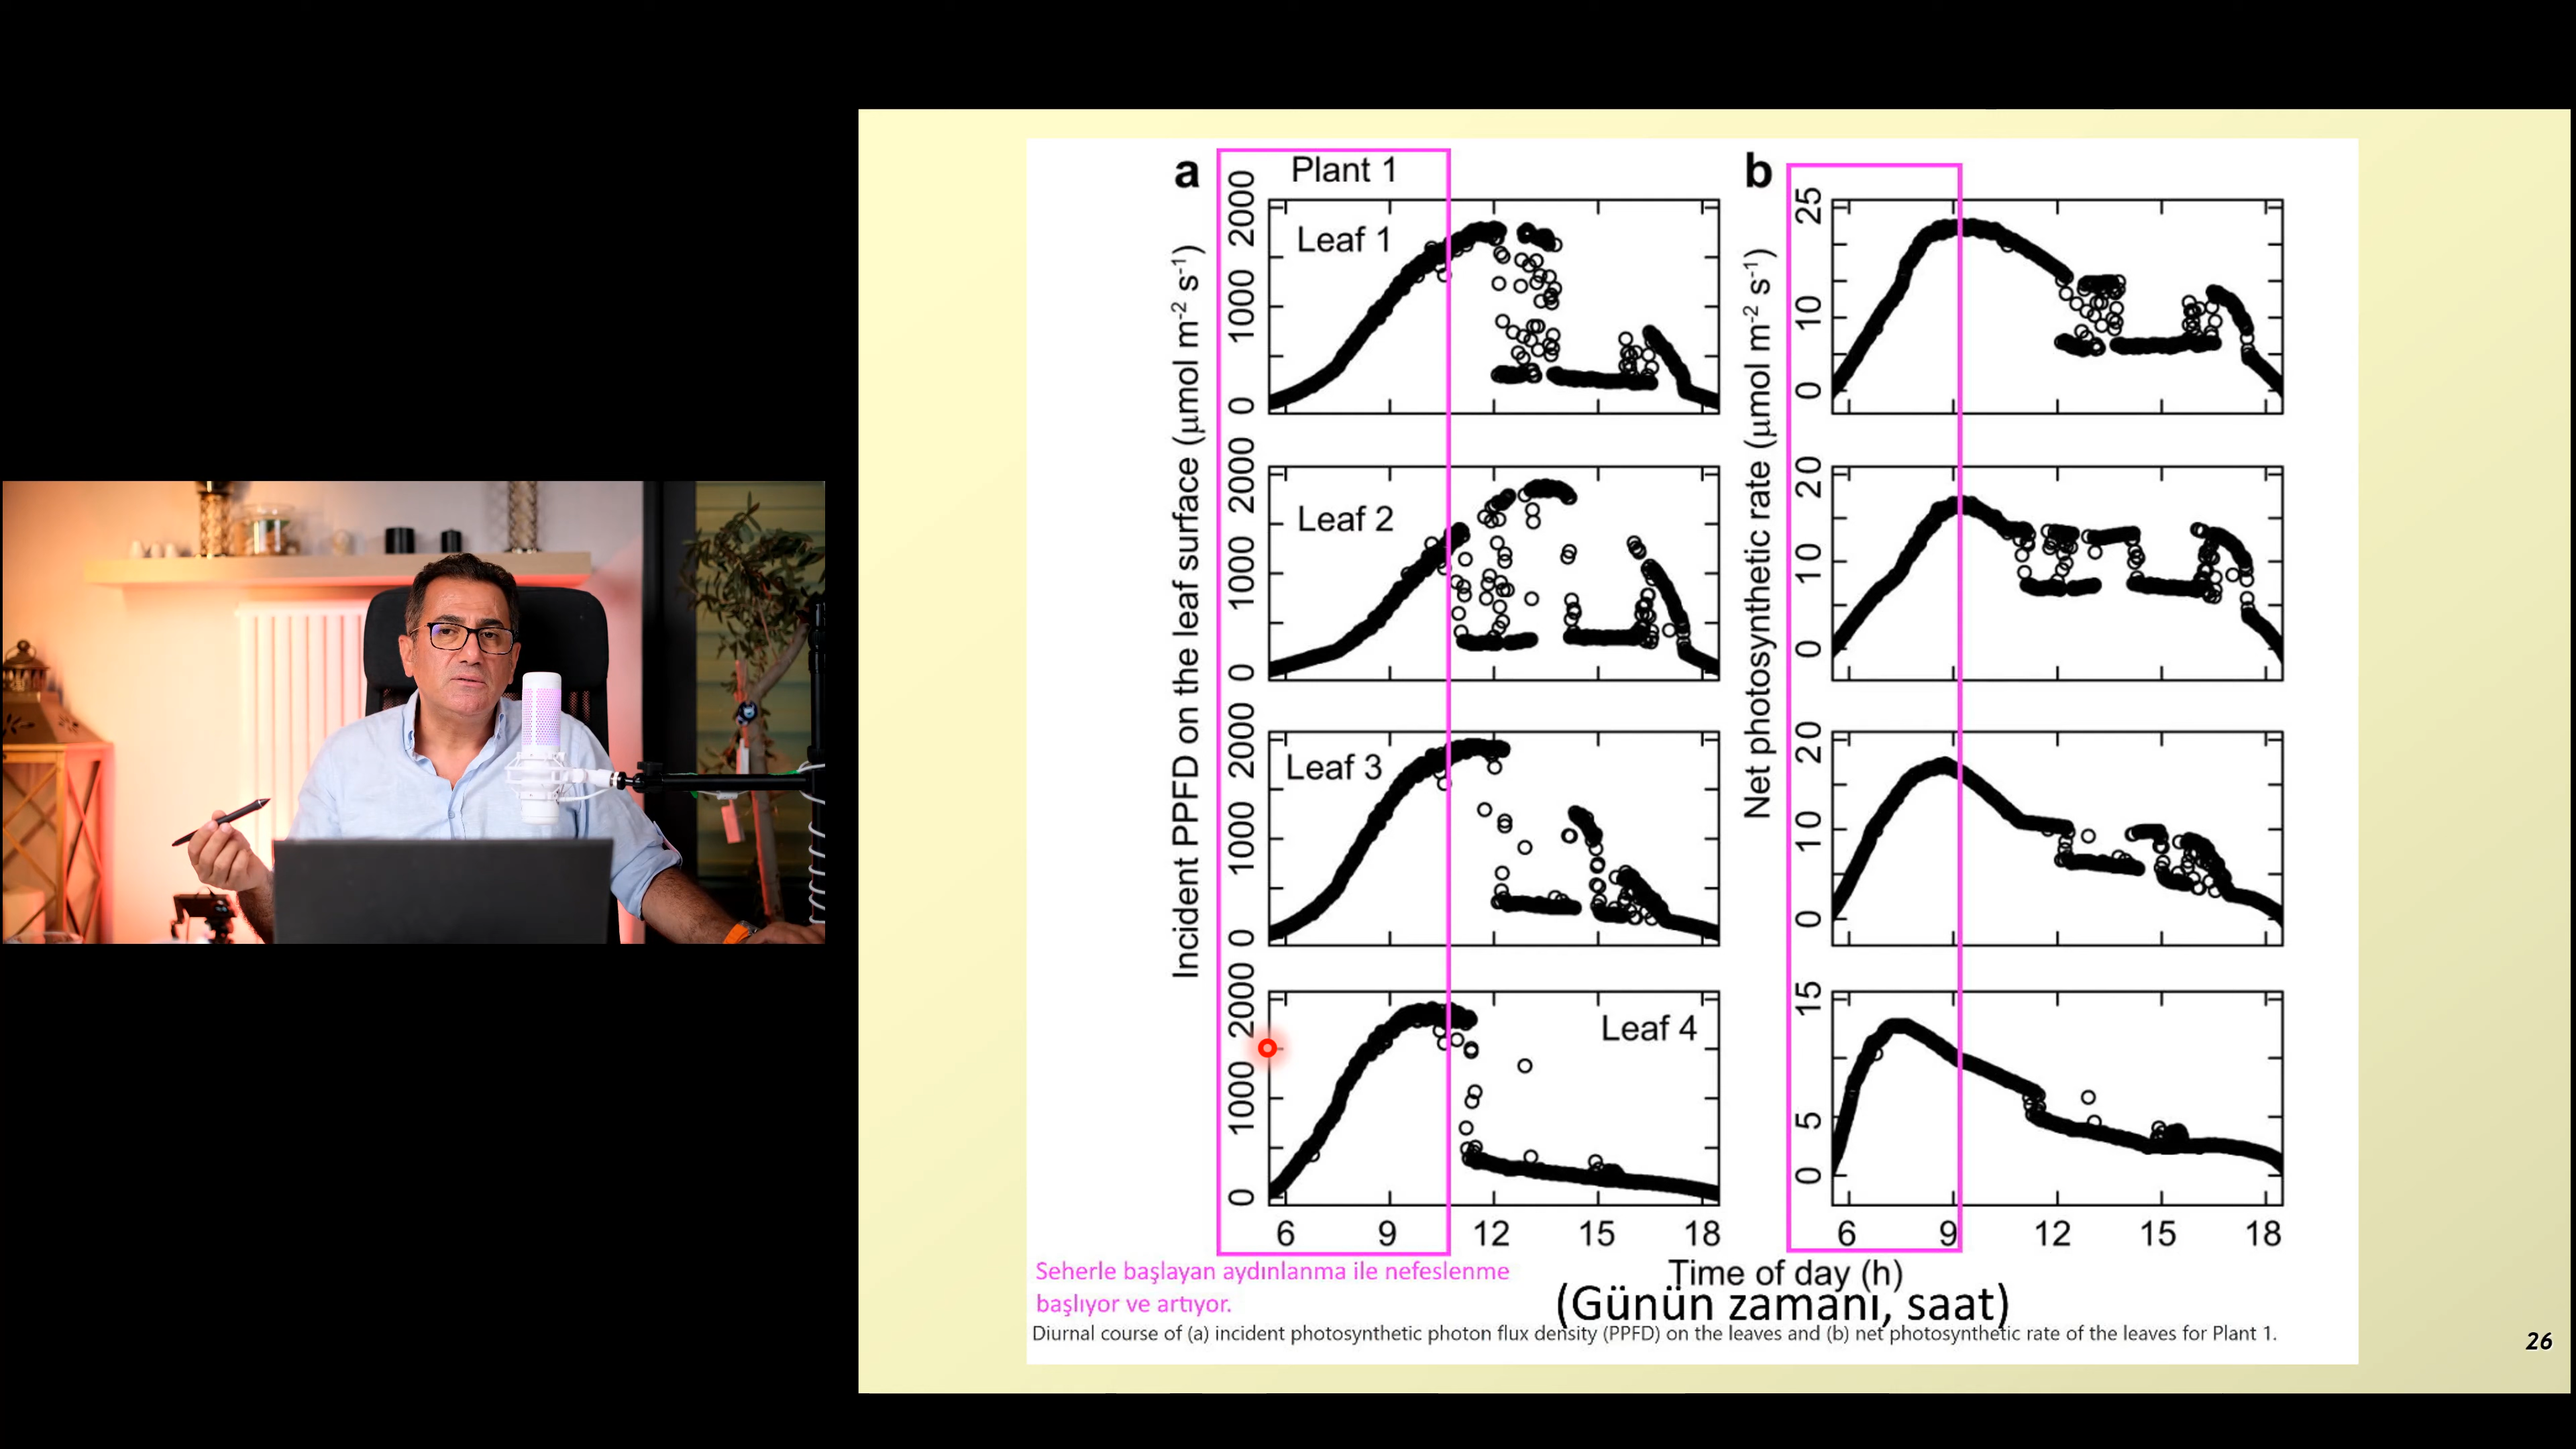 a
Plant 1
b
Incident PPFD on the leaf surface (μmol m-2 s-1)
2000
1000
0
Leaf 1
2000
1000
0
Leaf 2
2000
1000
0
Leaf 3
2000
1000
0
Leaf 4
6 9 12 15 18
Net photosynthetic rate (μmol m-2 s-1)
25
10
0
20
10
0
20
10
0
15
5
0
6 9 12 15 18
Time of day (h)
(Günün zamanı, saat)
Seherle başlayan aydınlanma ile nefeslenme
başlıyor ve artıyor.
Diurnal course of (a) incident photosynthetic photon flux density (PPFD) on the leaves and (b) net photosynthetic rate of the leaves for Plant 1.
26